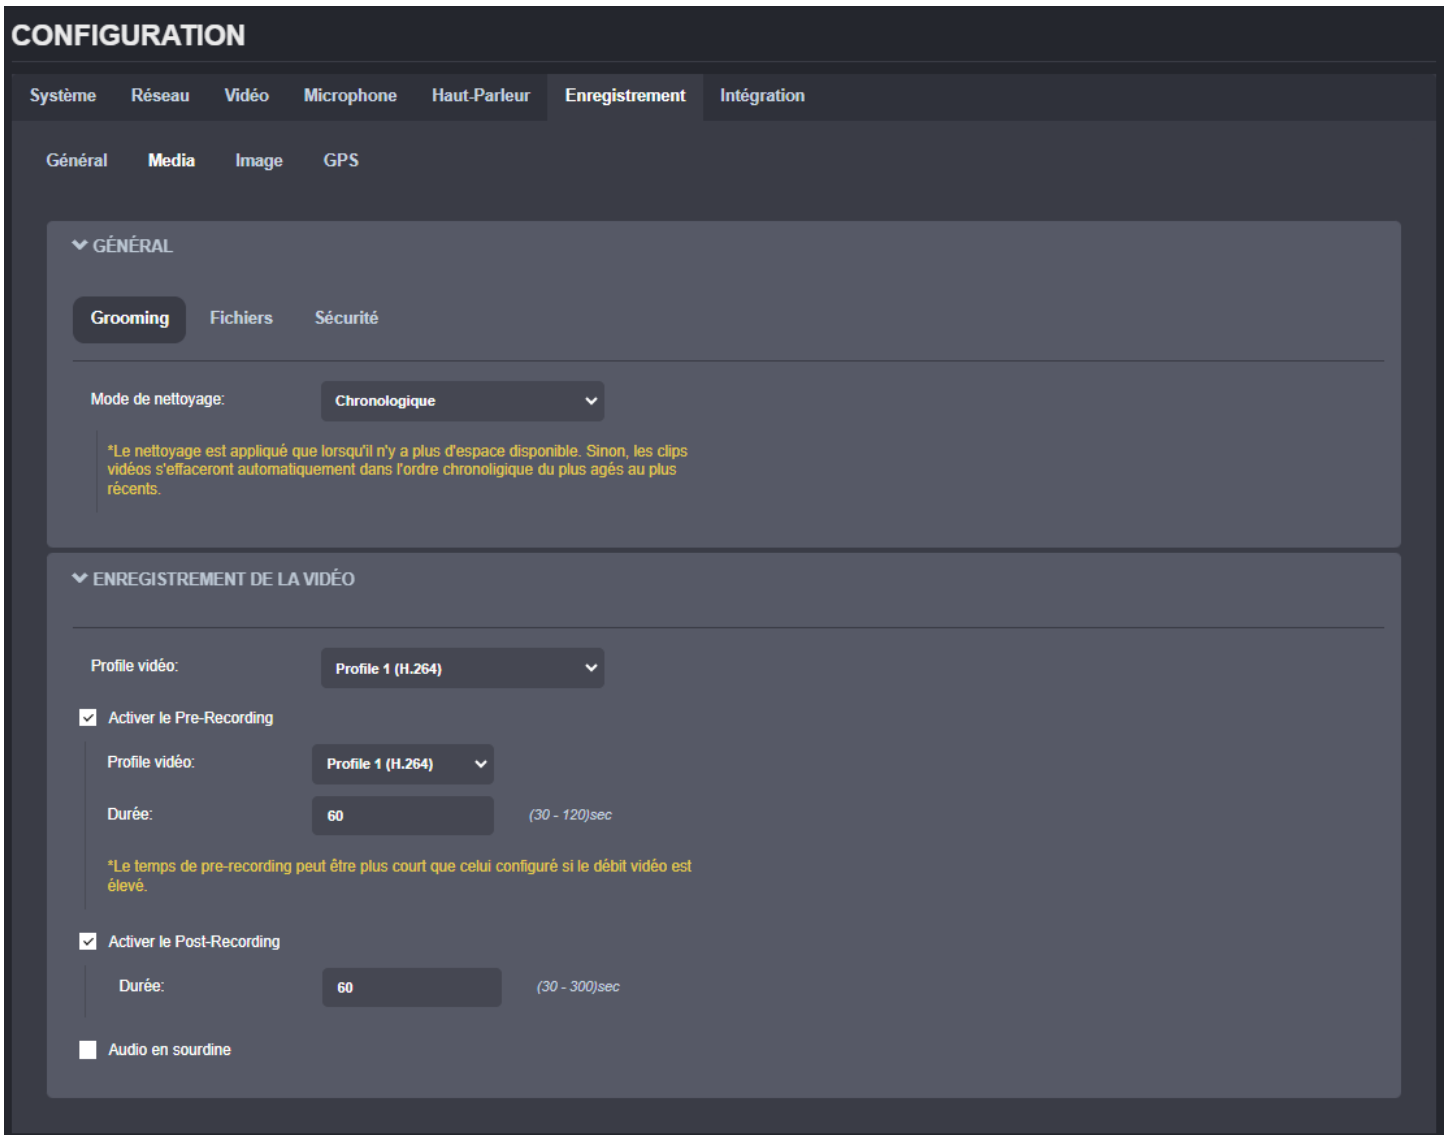 CONFIGURATION
Système Réseau Vidéo Microphone Haut-Parleur Enregistrement Intégration
Général Media Image GPS
GÉNÉRAL
Grooming Fichiers Sécurité
Mode de nettoyage: Chronologique
*Le nettoyage est appliqué que lorsqu'il n'y a plus d'espace disponible. Sinon, les clips
vidéos s'effaceront automatiquement dans l'ordre chronoligique du plus agés au plus
récents.
ENREGISTREMENT DE LA VIDÉO
Profile vidéo: Profile 1 (H.264)
Activer le Pre-Recording
Profile vidéo: Profile 1 (H.264)
Durée: 60 (30 - 120)sec
*Le temps de pre-recording peut être plus court que celui configuré si le débit vidéo est
élevé.
Activer le Post-Recording
Durée: 60 (30 - 300)sec
Audio en sourdine